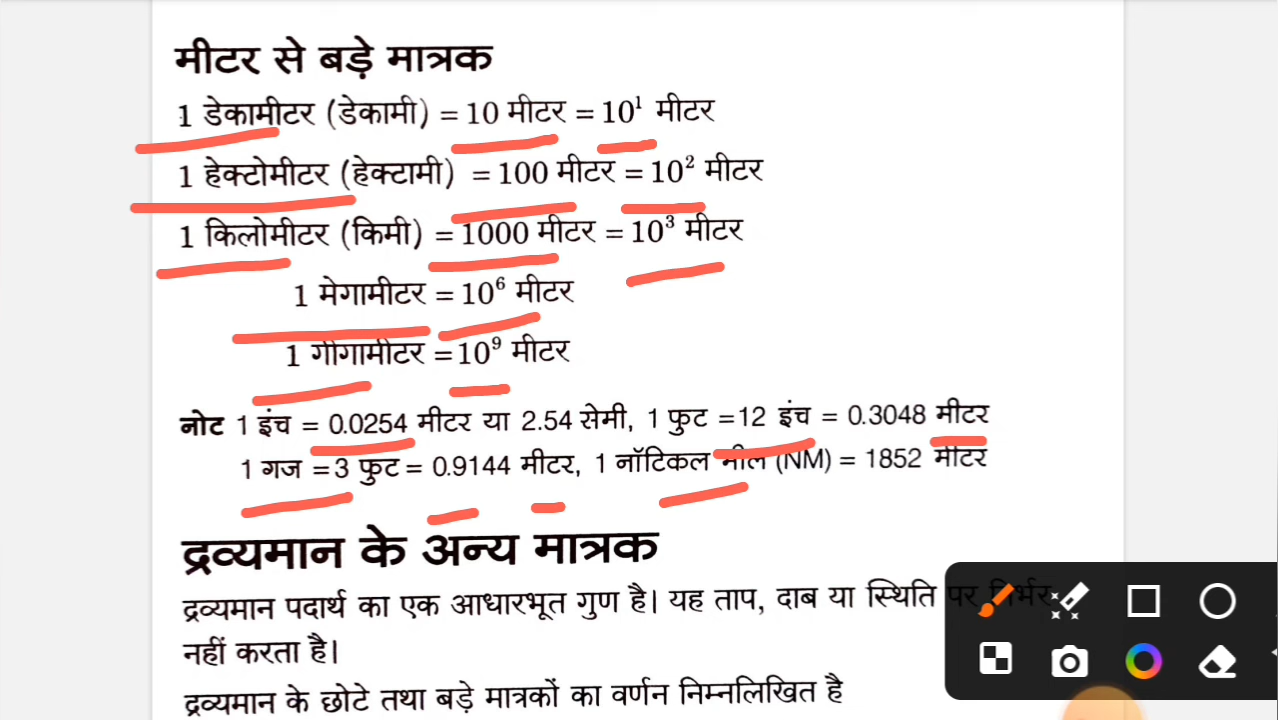 मीटर से बड़े मात्रक
1 डेकामीटर (डेकामी) = 10 मीटर = 10¹ मीटर
1 हेक्टोमीटर (हेक्टामी) = 100 मीटर = 10² मीटर
1 किलोमीटर (किमी) = 1000 मीटर = 10³ मीटर
1 मेगामीटर = 10⁶ मीटर
1 गीगामीटर = 10⁹ मीटर
नोट 1 इंच = 0.0254 मीटर या 2.54 सेमी, 1 फुट =12 इंच = 0.3048 मीटर
1 गज =3 फुट = 0.9144 मीटर, 1 नॉटिकल मील (NM) = 1852 मीटर
द्रव्यमान के अन्य मात्रक
द्रव्यमान पदार्थ का एक आधारभूत गुण है। यह ताप, दाब या स्थिति पर निर्भर
नहीं करता है।
द्रव्यमान के छोटे तथा बड़े मात्रकों का वर्णन निम्नलिखित है